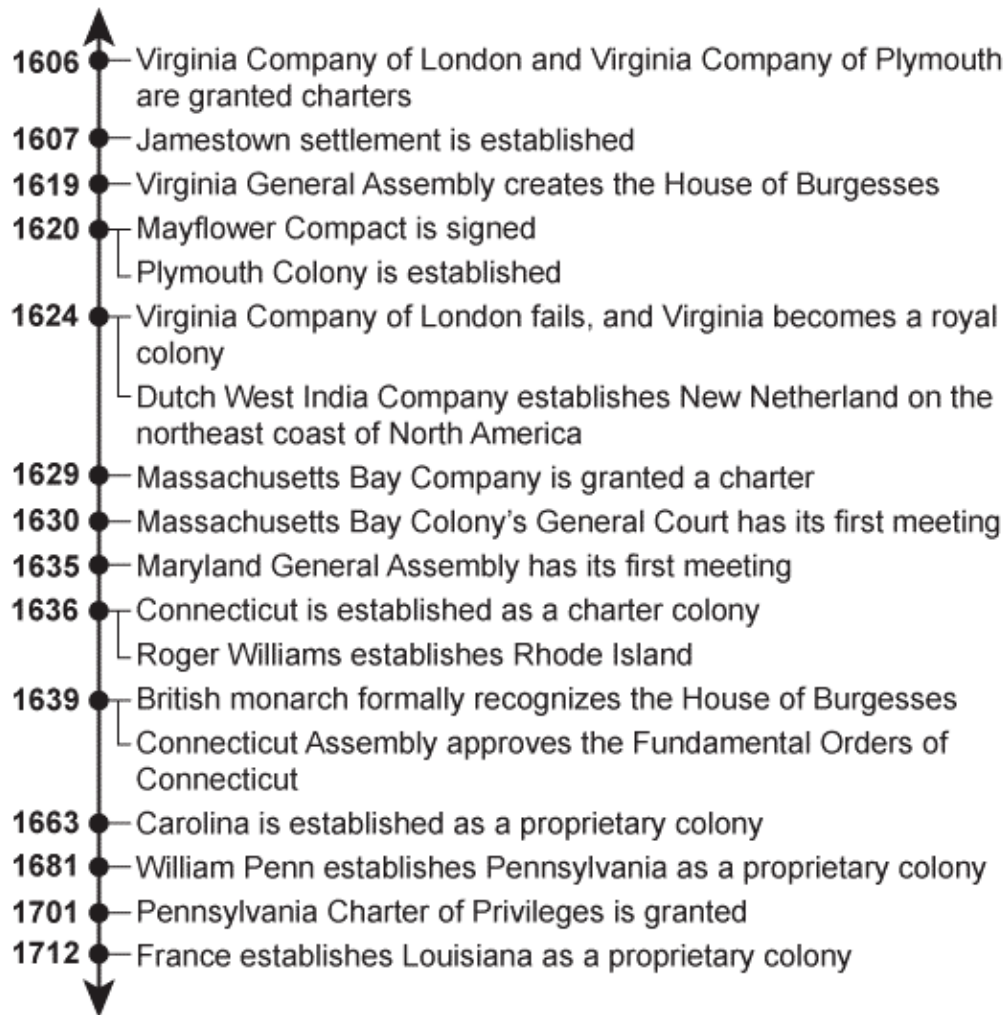 1606 Virginia Company of London and Virginia Company of Plymouth
are granted charters
1607 Jamestown settlement is established
1619 Virginia General Assembly creates the House of Burgesses
1620 Mayflower Compact is signed
Plymouth Colony is established
1624 Virginia Company of London fails, and Virginia becomes a royal
colony
Dutch West India Company establishes New Netherland on the
northeast coast of North America
1629 Massachusetts Bay Company is granted a charter
1630 Massachusetts Bay Colony's General Court has its first meeting
1635 Maryland General Assembly has its first meeting
1636 Connecticut is established as a charter colony
Roger Williams establishes Rhode Island
1639 British monarch formally recognizes the House of Burgesses
Connecticut Assembly approves the Fundamental Orders of
Connecticut
1663 Carolina is established as a proprietary colony
1681 William Penn establishes Pennsylvania as a proprietary colony
1701 Pennsylvania Charter of Privileges is granted
1712 France establishes Louisiana as a proprietary colony